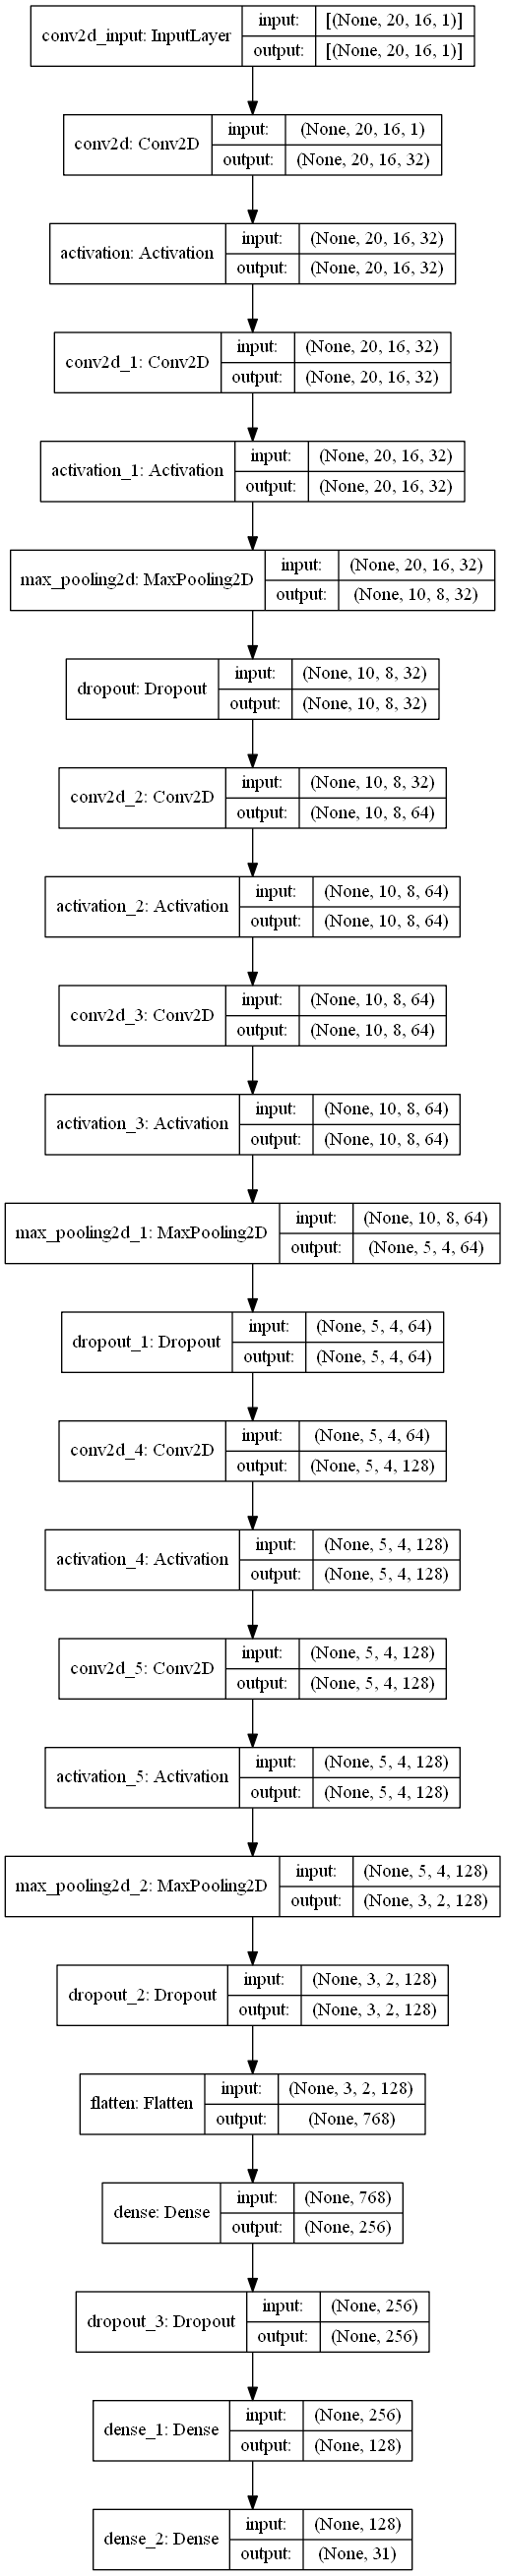 conv2d_input: InputLayer
input: [(None, 20, 16, 1)]
output: [(None, 20, 16, 1)]
conv2d: Conv2D
input: (None, 20, 16, 1)
output: (None, 20, 16, 32)
activation: Activation
input: (None, 20, 16, 32)
output: (None, 20, 16, 32)
conv2d_1: Conv2D
input: (None, 20, 16, 32)
output: (None, 20, 16, 32)
activation_1: Activation
input: (None, 20, 16, 32)
output: (None, 20, 16, 32)
max_pooling2d: MaxPooling2D
input: (None, 20, 16, 32)
output: (None, 10, 8, 32)
dropout: Dropout
input: (None, 10, 8, 32)
output: (None, 10, 8, 32)
conv2d_2: Conv2D
input: (None, 10, 8, 32)
output: (None, 10, 8, 64)
activation_2: Activation
input: (None, 10, 8, 64)
output: (None, 10, 8, 64)
conv2d_3: Conv2D
input: (None, 10, 8, 64)
output: (None, 10, 8, 64)
activation_3: Activation
input: (None, 10, 8, 64)
output: (None, 10, 8, 64)
max_pooling2d_1: MaxPooling2D
input: (None, 10, 8, 64)
output: (None, 5, 4, 64)
dropout_1: Dropout
input: (None, 5, 4, 64)
output: (None, 5, 4, 64)
conv2d_4: Conv2D
input: (None, 5, 4, 64)
output: (None, 5, 4, 128)
activation_4: Activation
input: (None, 5, 4, 128)
output: (None, 5, 4, 128)
conv2d_5: Conv2D
input: (None, 5, 4, 128)
output: (None, 5, 4, 128)
activation_5: Activation
input: (None, 5, 4, 128)
output: (None, 5, 4, 128)
max_pooling2d_2: MaxPooling2D
input: (None, 5, 4, 128)
output: (None, 3, 2, 128)
dropout_2: Dropout
input: (None, 3, 2, 128)
output: (None, 3, 2, 128)
flatten: Flatten
input: (None, 3, 2, 128)
output: (None, 768)
dense: Dense
input: (None, 768)
output: (None, 256)
dropout_3: Dropout
input: (None, 256)
output: (None, 256)
dense_1: Dense
input: (None, 256)
output: (None, 128)
dense_2: Dense
input: (None, 128)
output: (None, 31)